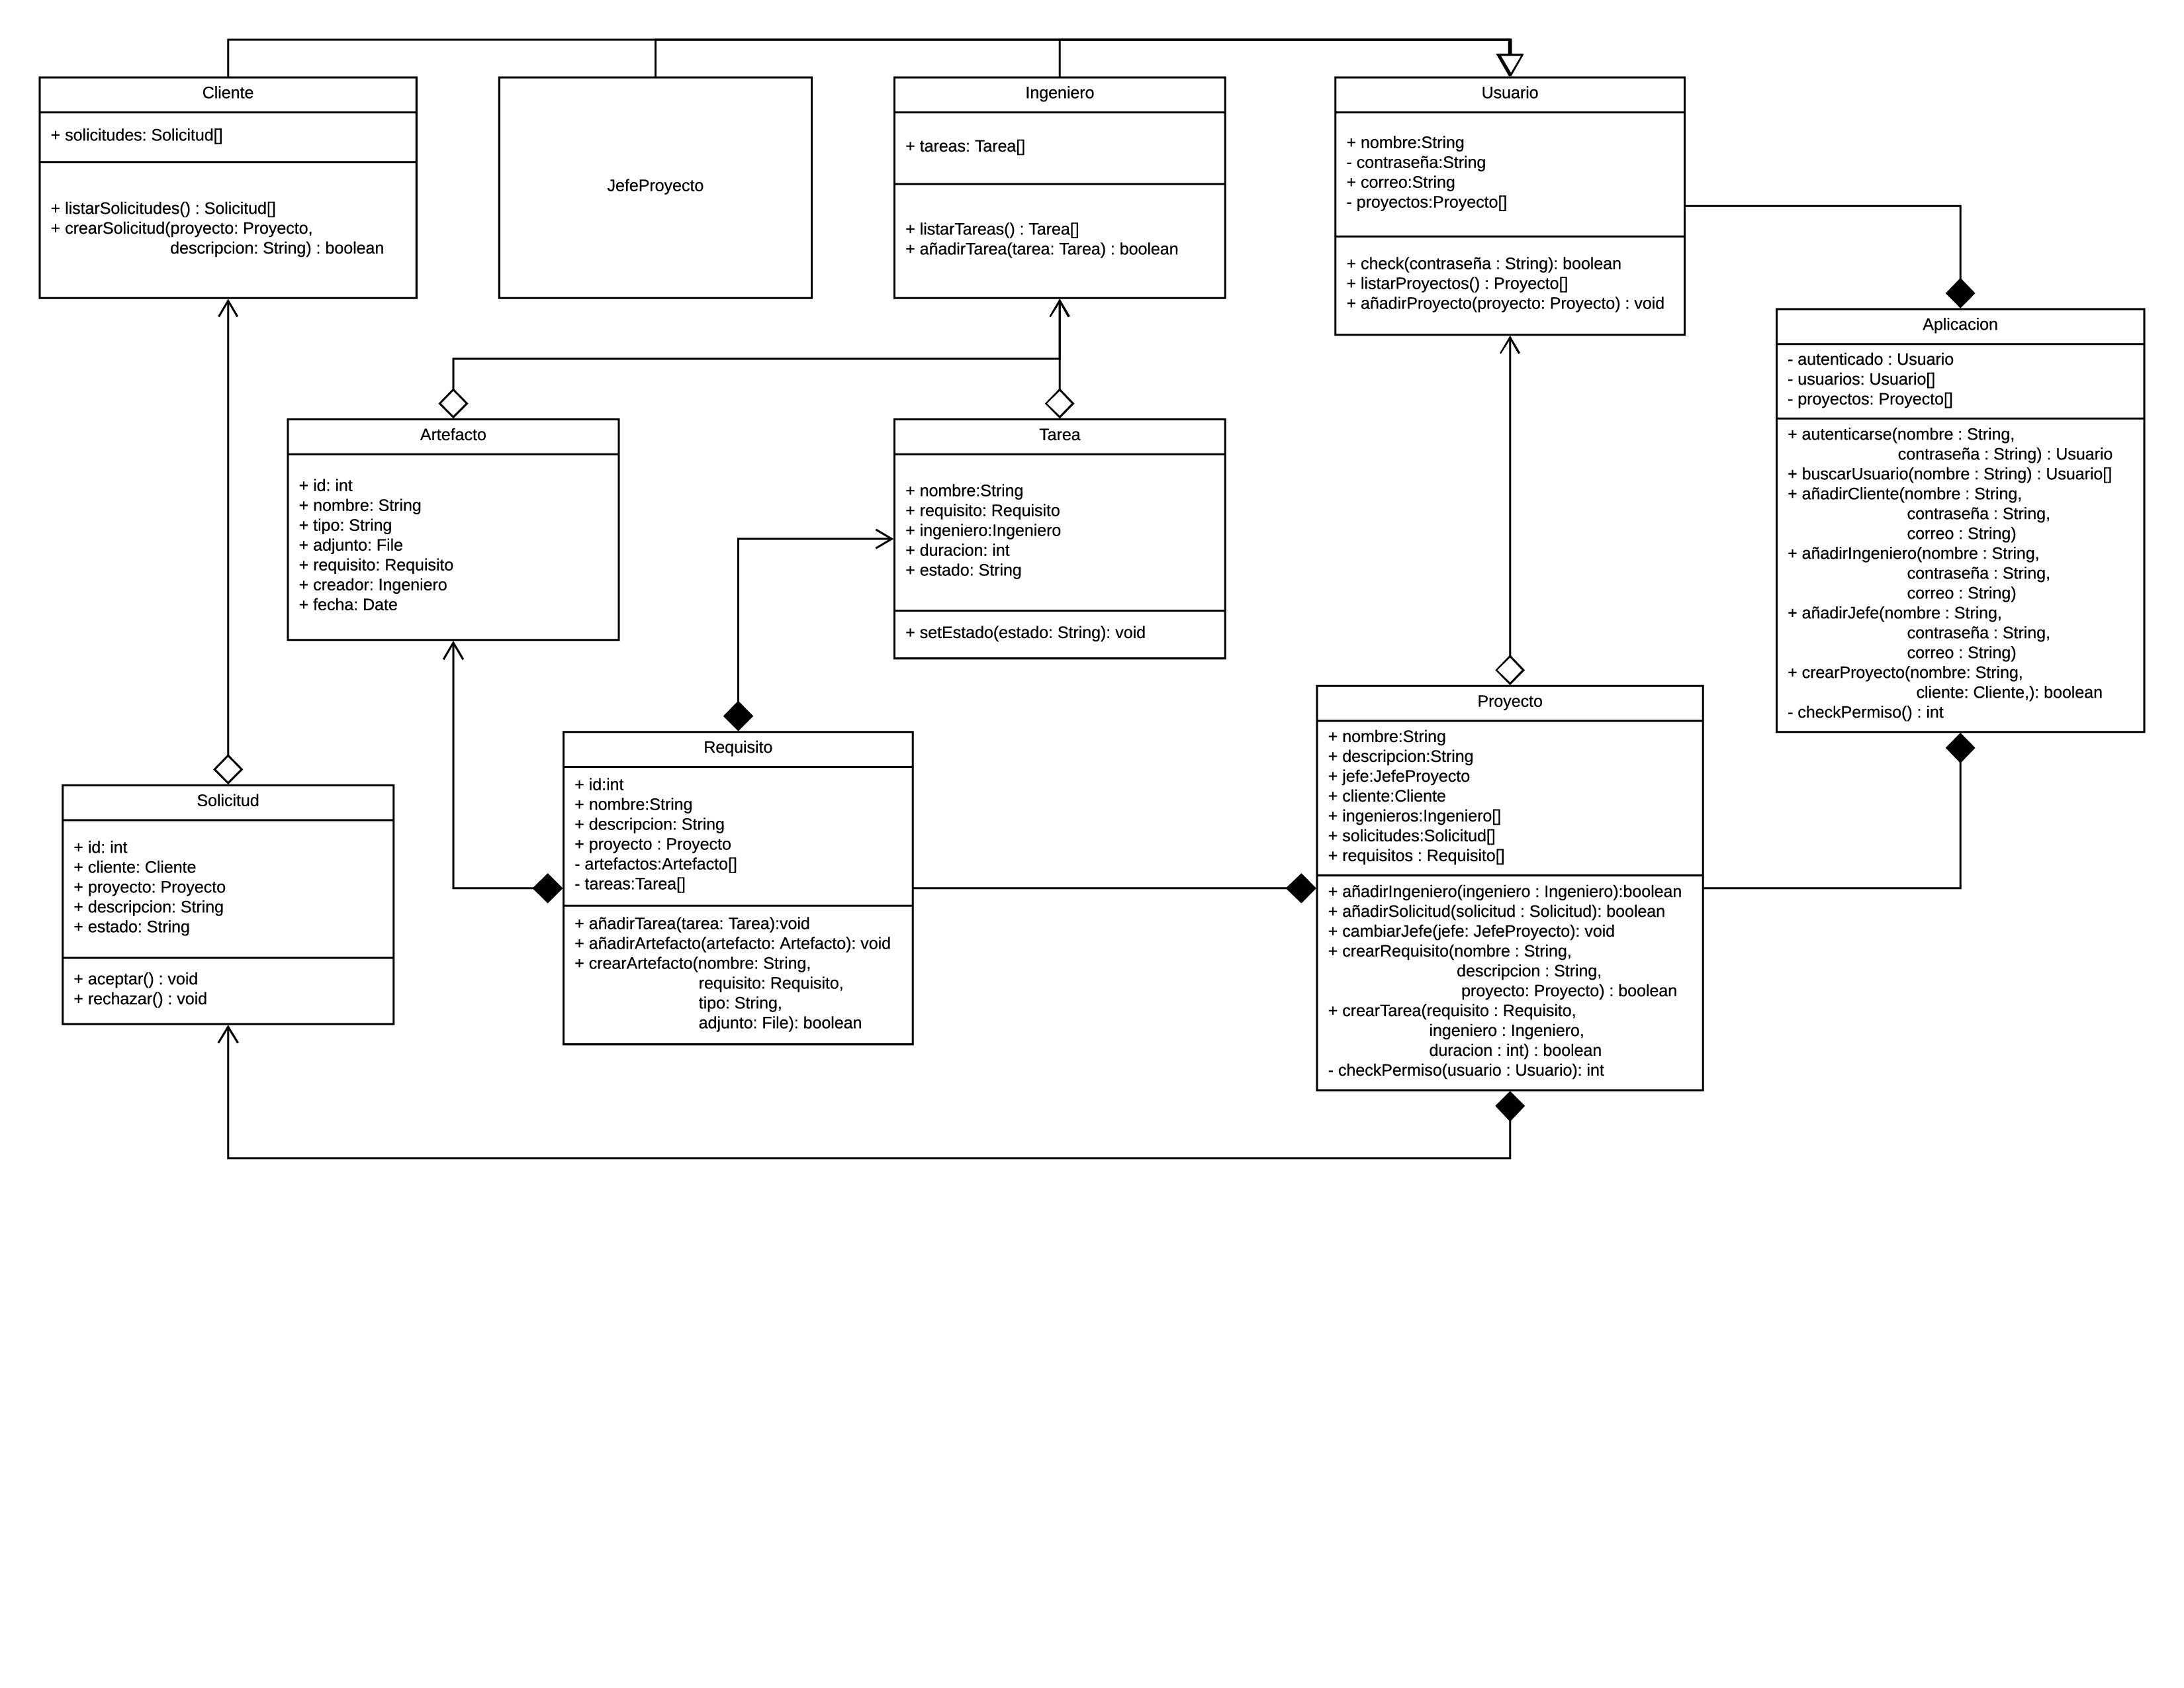 Cliente
+ solicitudes: Solicitud[]
+ listarSolicitudes() : Solicitud[]
+ crearSolicitud(proyecto: Proyecto,
descripcion: String) : boolean
JefeProyecto
Ingeniero
+ tareas: Tarea[]
+ listarTareas() : Tarea[]
+ añadirTarea(tarea: Tarea) : boolean
Usuario
+ nombre:String
- contraseña:String
+ correo:String
- proyectos:Proyecto[]
+ check(contraseña : String): boolean
+ listarProyectos() : Proyecto[]
+ añadirProyecto(proyecto: Proyecto) : void
Aplicacion
- autenticado : Usuario
- usuarios: Usuario[]
- proyectos: Proyecto[]
+ autenticarse(nombre : String,
contraseña : String) : Usuario
+ buscarUsuario(nombre : String) : Usuario[]
+ añadirCliente(nombre : String,
contraseña : String,
correo : String)
+ añadirIngeniero(nombre : String,
contraseña : String,
correo : String)
+ añadirJefe(nombre : String,
contraseña : String,
correo : String)
+ crearProyecto(nombre: String,
cliente: Cliente,): boolean
- checkPermiso() : int
Artefacto
+ id: int
+ nombre: String
+ tipo: String
+ adjunto: File
+ requisito: Requisito
+ creador: Ingeniero
+ fecha: Date
Tarea
+ nombre:String
+ requisito: Requisito
+ ingeniero:Ingeniero
+ duracion: int
+ estado: String
+ setEstado(estado: String): void
Solicitud
+ id: int
+ cliente: Cliente
+ proyecto: Proyecto
+ descripcion: String
+ estado: String
+ aceptar() : void
+ rechazar() : void
Requisito
+ id:int
+ nombre:String
+ descripcion: String
+ proyecto : Proyecto
- artefactos:Artefacto[]
- tareas:Tarea[]
+ añadirTarea(tarea: Tarea):void
+ añadirArtefacto(artefacto: Artefacto): void
+ crearArtefacto(nombre: String,
requisito: Requisito,
tipo: String,
adjunto: File): boolean
Proyecto
+ nombre:String
+ descripcion:String
+ jefe:JefeProyecto
+ cliente:Cliente
+ ingenieros:Ingeniero[]
+ solicitudes:Solicitud[]
+ requisitos : Requisito[]
+ añadirIngeniero(ingeniero : Ingeniero):boolean
+ añadirSolicitud(solicitud : Solicitud): boolean
+ cambiarJefe(jefe: JefeProyecto): void
+ crearRequisito(nombre : String,
descripcion : String,
proyecto: Proyecto) : boolean
+ crearTarea(requisito : Requisito,
ingeniero : Ingeniero,
duracion : int) : boolean
- checkPermiso(usuario : Usuario): int